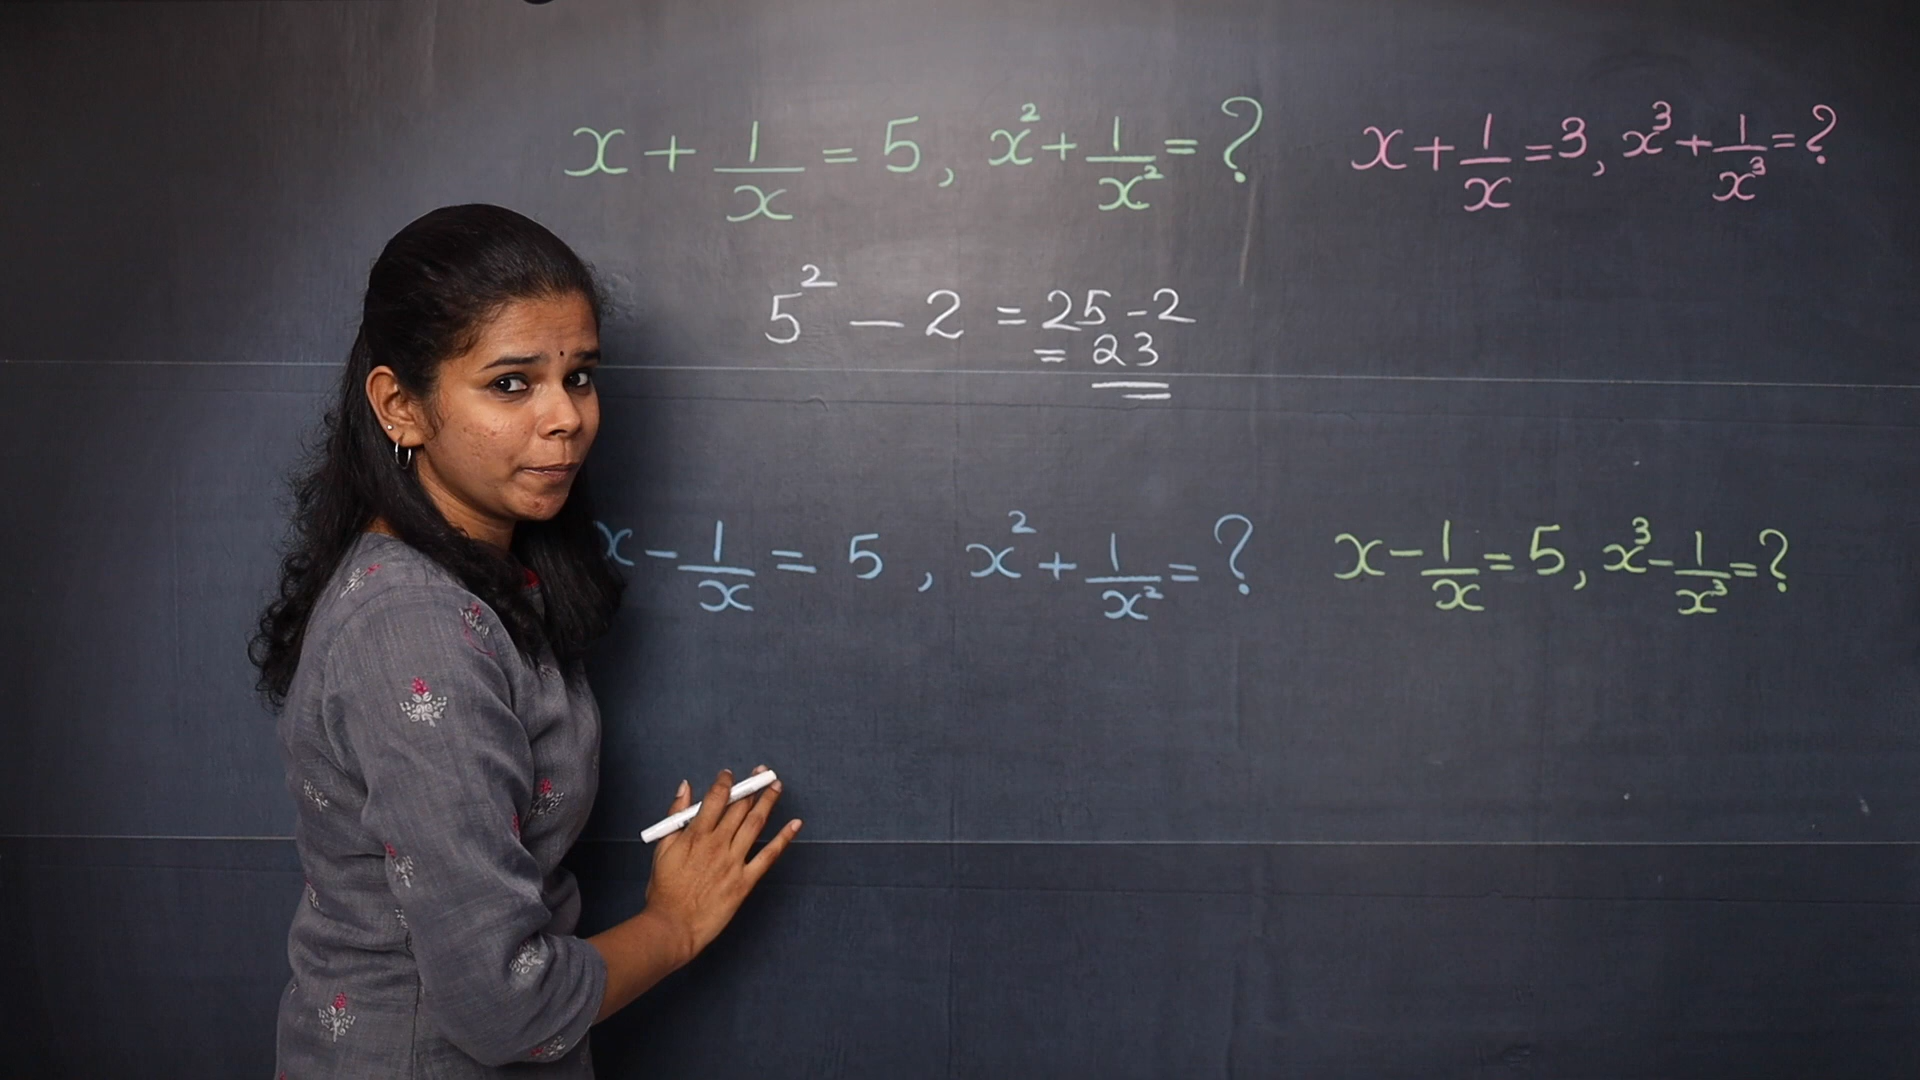 x + 1/x = 5, x² + 1/x² = ?
5² − 2 = 25 - 2
= 23
x + 1/x = 3, x³ + 1/x³ = ?
x − 1/x = 5, x² + 1/x² = ?
x − 1/x = 5, x³ − 1/x³ = ?